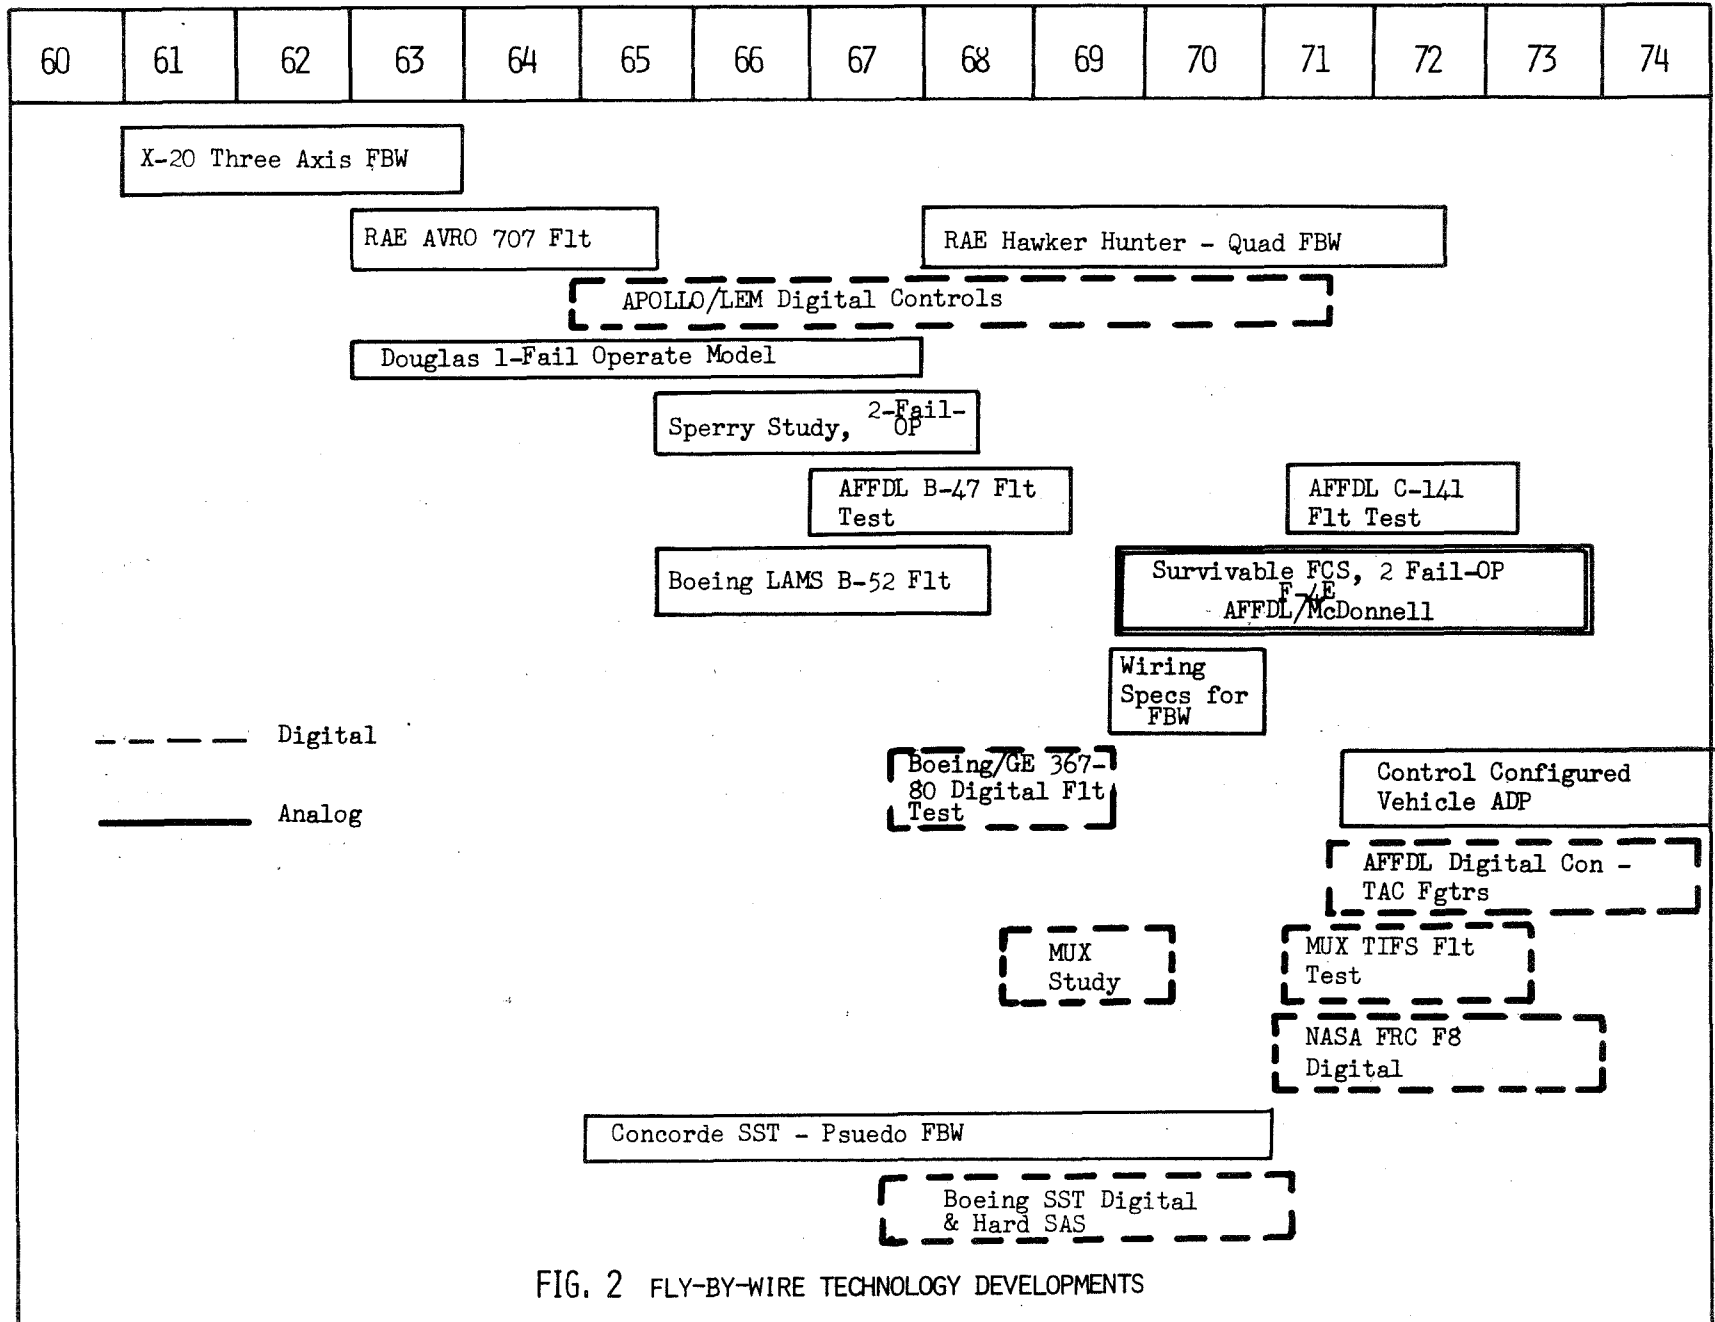 60 61 62 63 64 65 66 67 68 69 70 71 72 73 74
X-20 Three Axis FBW
RAE AVRO 707 Flt
RAE Hawker Hunter - Quad FBW
APOLLO/LEM Digital Controls
Douglas 1-Fail Operate Model
Sperry Study, 2-Fail-
OP
AFFDL B-47 Flt
Test
AFFDL C-141
Flt Test
Boeing LAMS B-52 Flt
Survivable FCS, 2 Fail-OP
F-4E
AFFDL/McDonnell
Wiring
Specs for
FBW
Digital
Analog
Boeing/GE 367-
80 Digital Flt
Test
Control Configured
Vehicle ADP
AFFDL Digital Con -
TAC Fgtrs
MUX
Study
MUX TIFS Flt
Test
NASA FRC F8
Digital
Concorde SST - Psuedo FBW
Boeing SST Digital
& Hard SAS
FIG. 2 FLY-BY-WIRE TECHNOLOGY DEVELOPMENTS